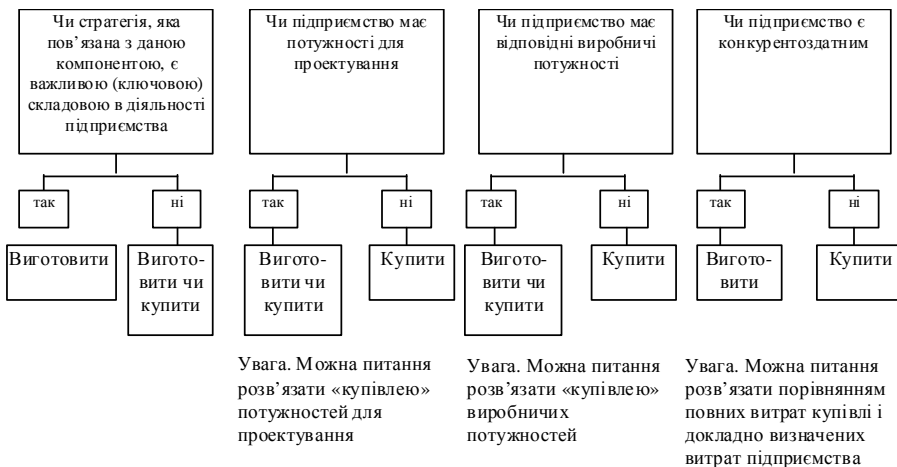 Чи стратегія, яка
пов’язана з даною
компонентою, є
важливою (ключовою)
складовою в діяльності
підприємства
так
ні
Виготовити
Вигото-
вити чи
купити
Чи підприємство має
потужності для
проектування
так
ні
Вигото-
вити чи
купити
Купити
Увага. Можна питання
розв’язати «купівлею»
потужностей для
проектування
Чи підприємство має
відповідні виробничі
потужності
так
ні
Вигото-
вити чи
купити
Купити
Увага. Можна питання
розв’язати «купівлею»
виробничих
потужностей
Чи підприємство є
конкурентоздатним
так
ні
Вигото-
вити
Купити
Увага. Можна питання
розв’язати порівнянням
повних витрат купівлі і
докладно визначених
витрат підприємства